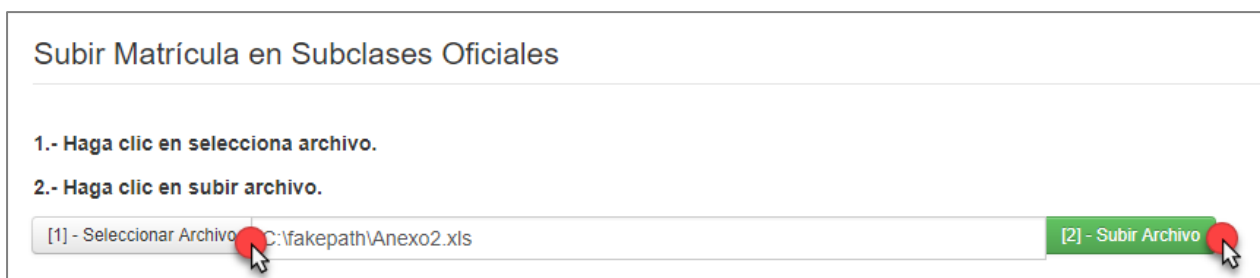 Subir Matrícula en Subclases Oficiales
1.- Haga clic en selecciona archivo.
2.- Haga clic en subir archivo.
[1] - Seleccionar Archivo C:\fakepath\Anexo2.xls [2] - Subir Archivo